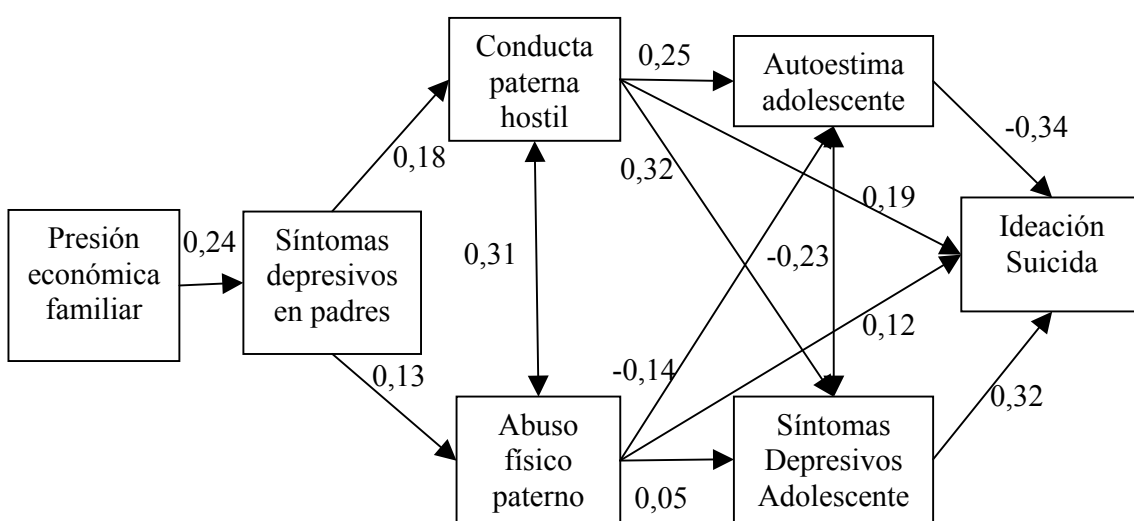 Conducta
paterna
hostil
0,25
Autoestima
adolescente
-0,34
0,18
0,32
0,19
Presión
económica
familiar
0,24
Síntomas
depresivos
en padres
0,31
-0,23
Ideación
Suicida
0,12
0,13
-0,14
0,32
Abuso
físico
paterno
0,05
Síntomas
Depresivos
Adolescente